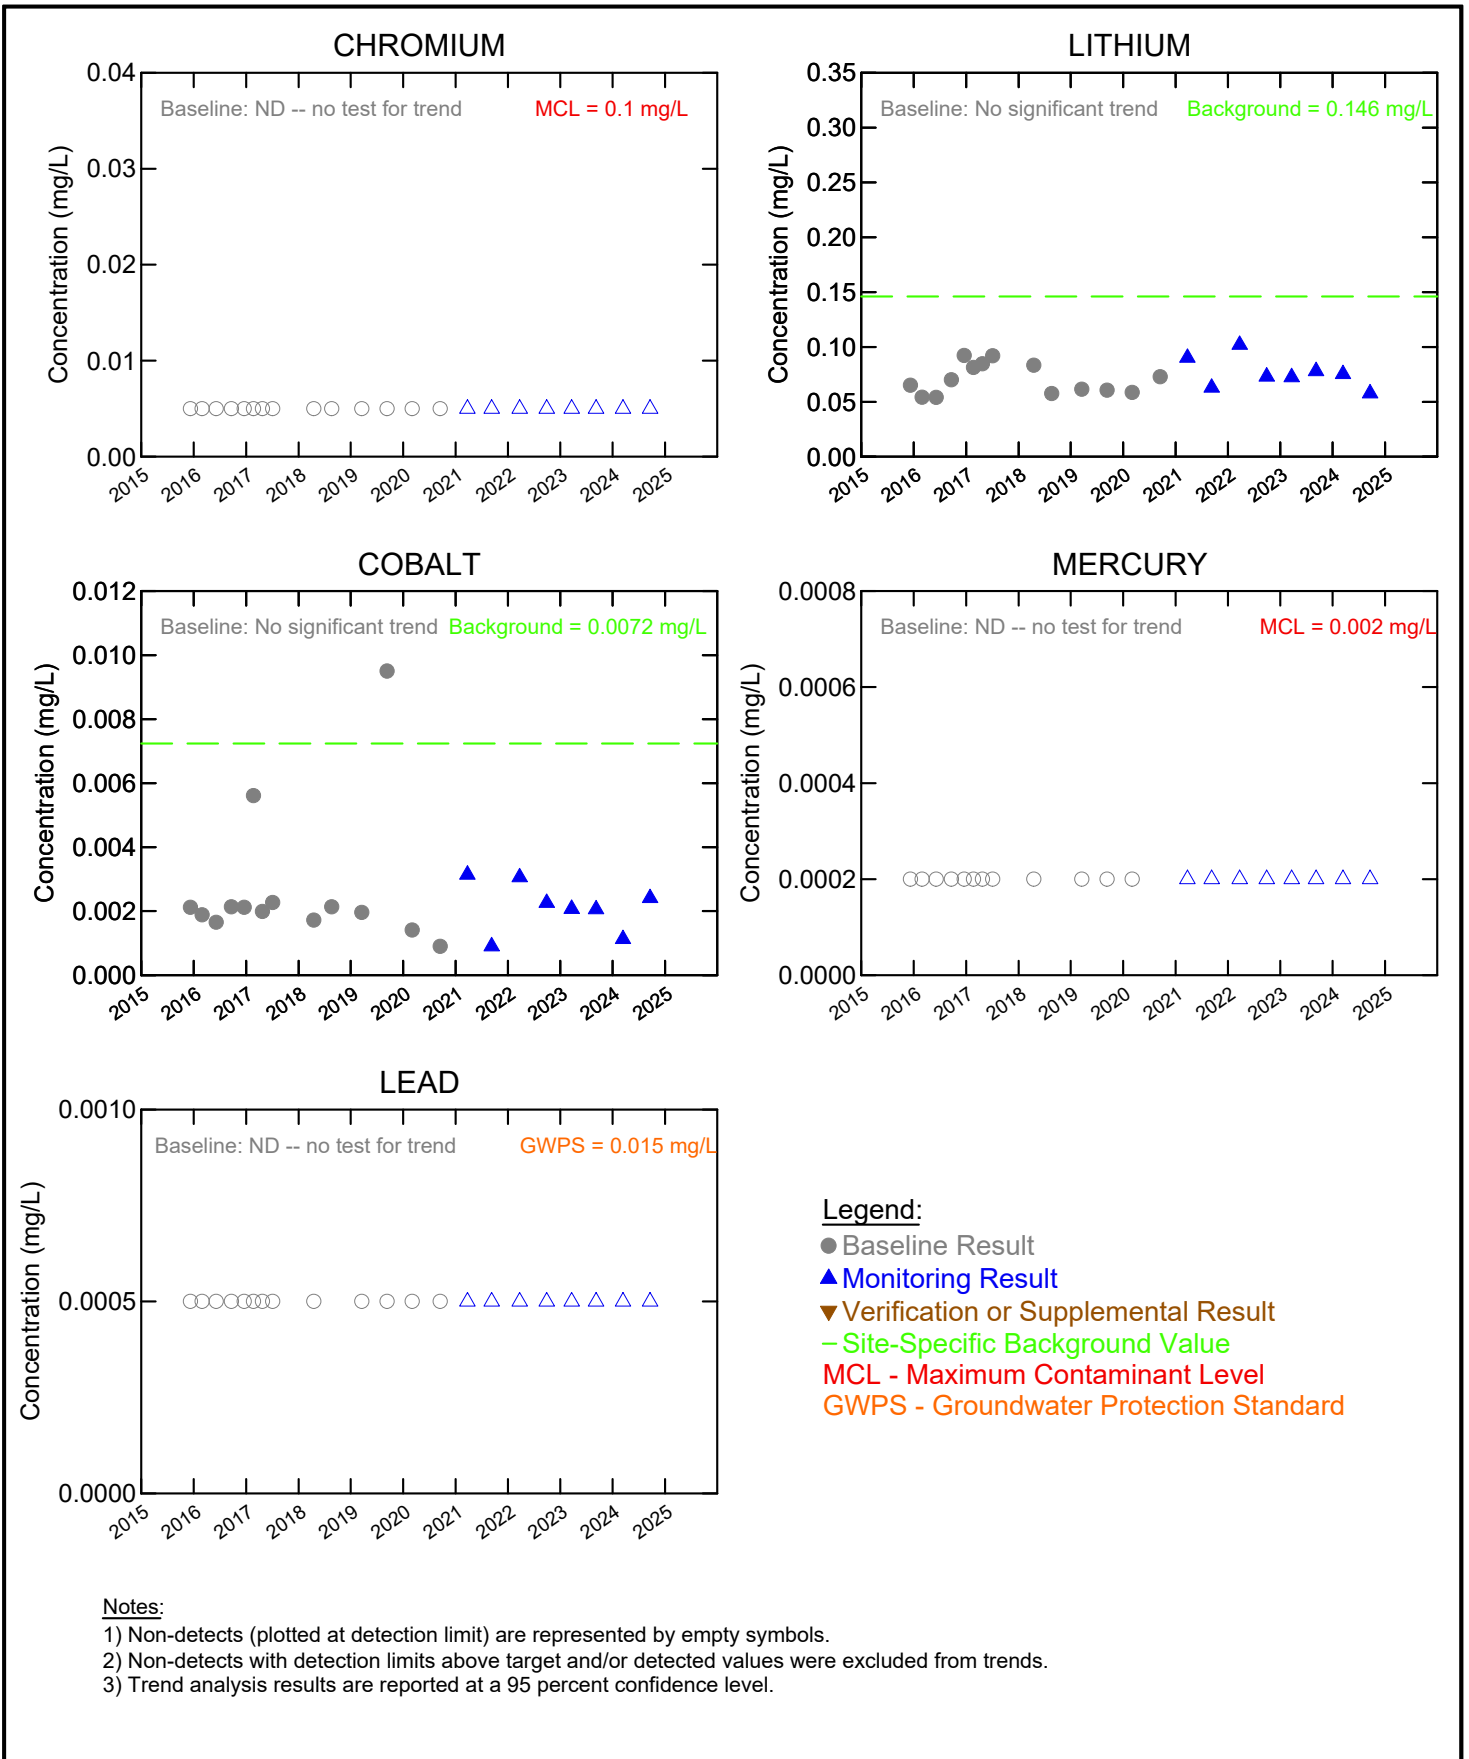 CHROMIUM
Baseline: ND -- no test for trend
MCL = 0.1 mg/L
Concentration (mg/L)
0.04
0.03
0.02
0.01
0.00
2015 2016 2017 2018 2019 2020 2021 2022 2023 2024 2025
LITHIUM
Baseline: No significant trend
Background = 0.146 mg/L
Concentration (mg/L)
0.35
0.30
0.25
0.20
0.15
0.10
0.05
0.00
2015 2016 2017 2018 2019 2020 2021 2022 2023 2024 2025
COBALT
Baseline: No significant trend
Background = 0.0072 mg/L
Concentration (mg/L)
0.012
0.010
0.008
0.006
0.004
0.002
0.000
2015 2016 2017 2018 2019 2020 2021 2022 2023 2024 2025
MERCURY
Baseline: ND -- no test for trend
MCL = 0.002 mg/L
Concentration (mg/L)
0.0008
0.0006
0.0004
0.0002
0.0000
2015 2016 2017 2018 2019 2020 2021 2022 2023 2024 2025
LEAD
Baseline: ND -- no test for trend
GWPS = 0.015 mg/L
Concentration (mg/L)
0.0010
0.0005
0.0000
2015 2016 2017 2018 2019 2020 2021 2022 2023 2024 2025
Legend:
Baseline Result
Monitoring Result
Verification or Supplemental Result
Site-Specific Background Value
MCL - Maximum Contaminant Level
GWPS - Groundwater Protection Standard
Notes:
1) Non-detects (plotted at detection limit) are represented by empty symbols.
2) Non-detects with detection limits above target and/or detected values were excluded from trends.
3) Trend analysis results are reported at a 95 percent confidence level.